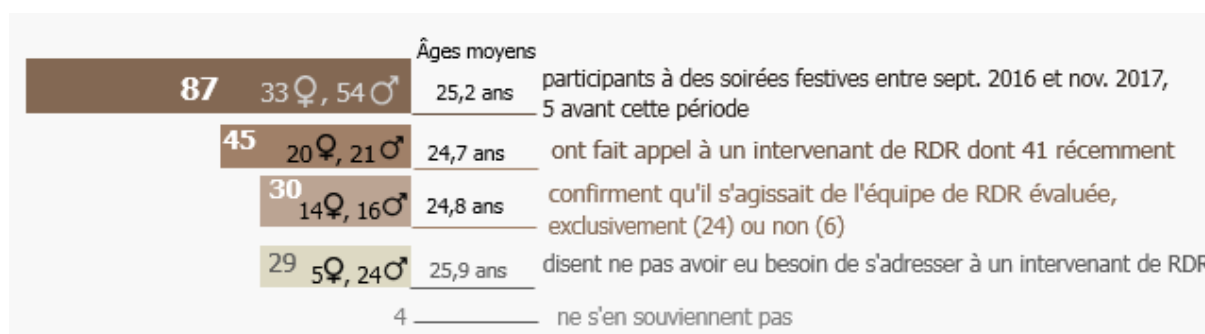 Âges moyens
87 33♀, 54♂ 25,2 ans participants à des soirées festives entre sept. 2016 et nov. 2017,
5 avant cette période
45 20♀, 21♂ 24,7 ans ont fait appel à un intervenant de RDR dont 41 récemment
30 14♀, 16♂ 24,8 ans confirment qu'il s'agissait de l'équipe de RDR évaluée,
exclusivement (24) ou non (6)
29 5♀, 24♂ 25,9 ans disent ne pas avoir eu besoin de s'adresser à un intervenant de RDR
4 ne s'en souviennent pas